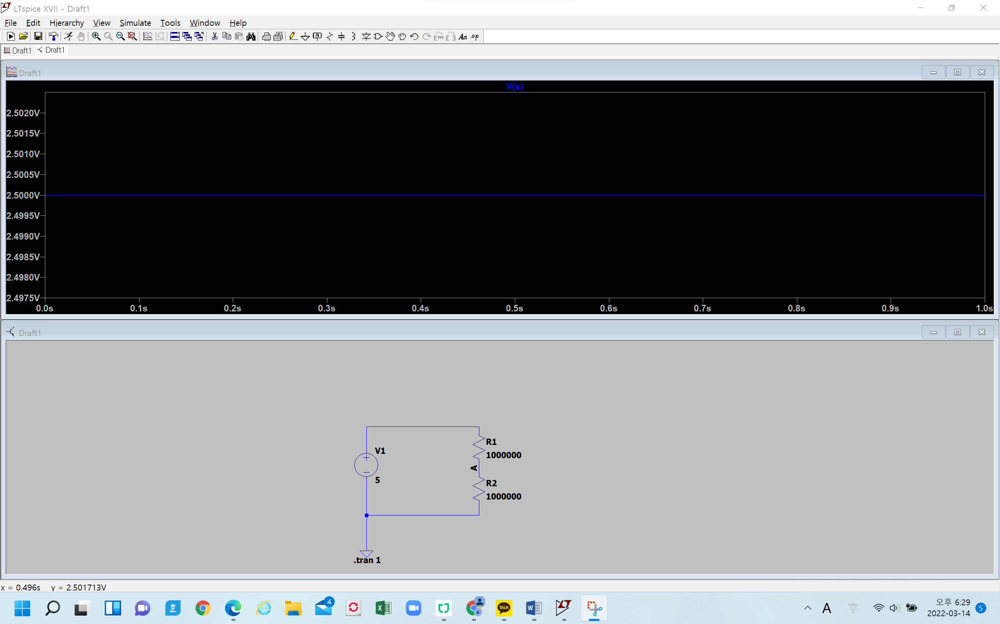 LTspice XVII - Draft1
File Edit Hierarchy View Simulate Tools Window Help
Aa .op
Draft1 Draft1
Draft1
V(a)
2.5020V
2.5015V
2.5010V
2.5005V
2.5000V
2.4995V
2.4990V
2.4985V
2.4980V
2.4975V
0.0s 0.1s 0.2s 0.3s 0.4s 0.5s 0.6s 0.7s 0.8s 0.9s 1.0s
Draft1
R1
V1
1000000
A
5
R2
1000000
.tran 1
x = 0.496s y = 2.501713V
4
TALK
A
오후 6:29
2022-03-14
5